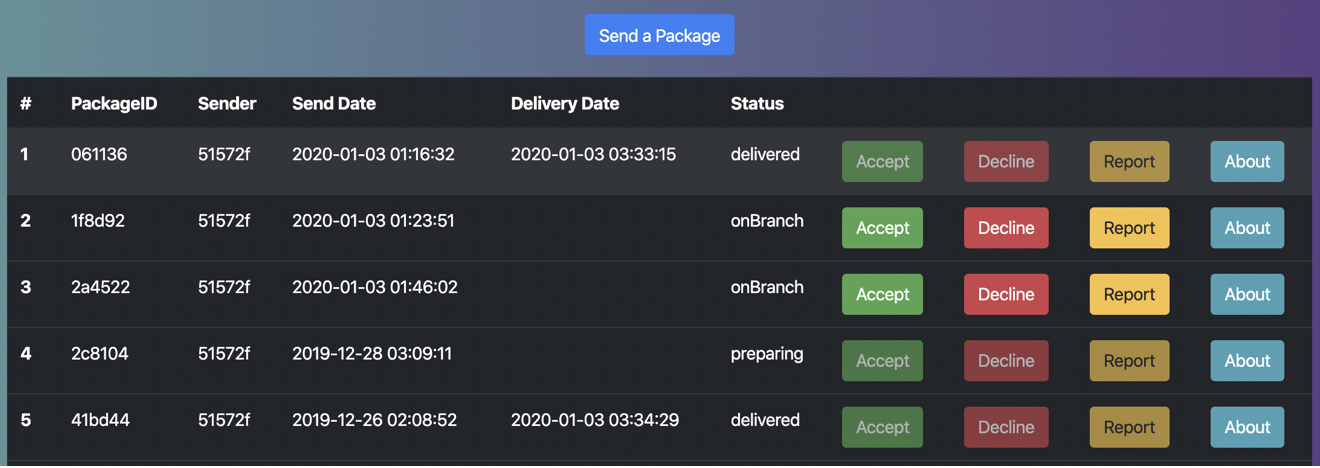 Send a Package
# PackageID Sender Send Date Delivery Date Status
1 061136 51572f 2020-01-03 01:16:32 2020-01-03 03:33:15 delivered Accept Decline Report About
2 1f8d92 51572f 2020-01-03 01:23:51 onBranch Accept Decline Report About
3 2a4522 51572f 2020-01-03 01:46:02 onBranch Accept Decline Report About
4 2c8104 51572f 2019-12-28 03:09:11 preparing Accept Decline Report About
5 41bd44 51572f 2019-12-26 02:08:52 2020-01-03 03:34:29 delivered Accept Decline Report About